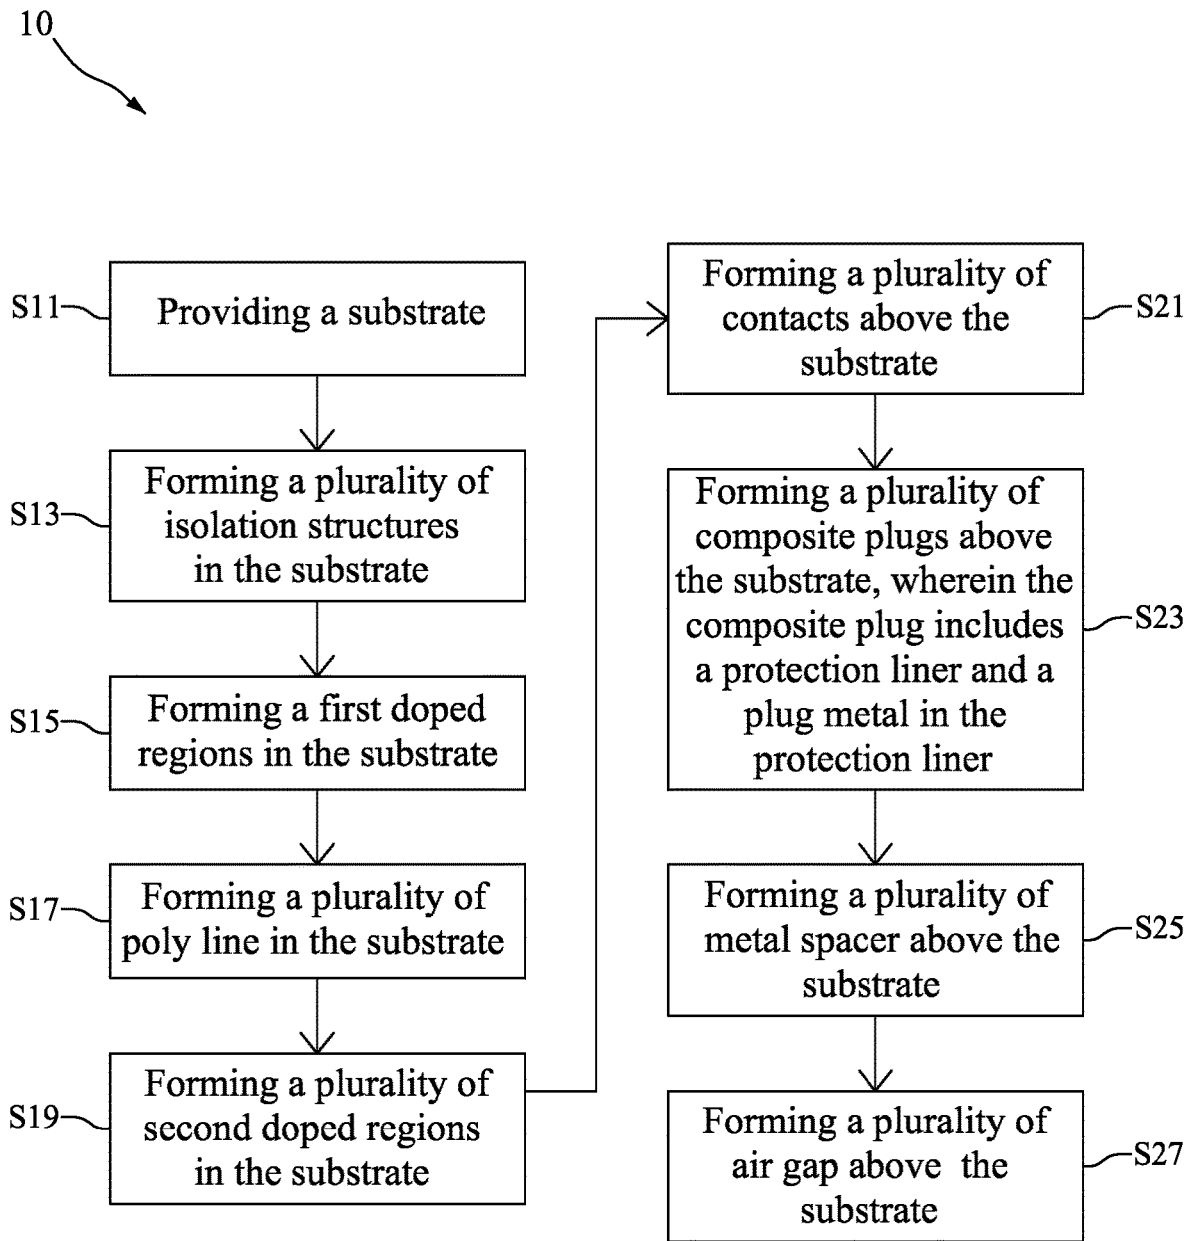 10
S11
Providing a substrate
S13
Forming a plurality of
isolation structures
in the substrate
S15
Forming a first doped
regions in the substrate
S17
Forming a plurality of
poly line in the substrate
S19
Forming a plurality of
second doped regions
in the substrate
Forming a plurality of
contacts above the
substrate
S21
Forming a plurality of
composite plugs above
the substrate, wherein the
composite plug includes
a protection liner and a
plug metal in the
protection liner
S23
Forming a plurality of
metal spacer above the
substrate
S25
Forming a plurality of
air gap above the
substrate
S27